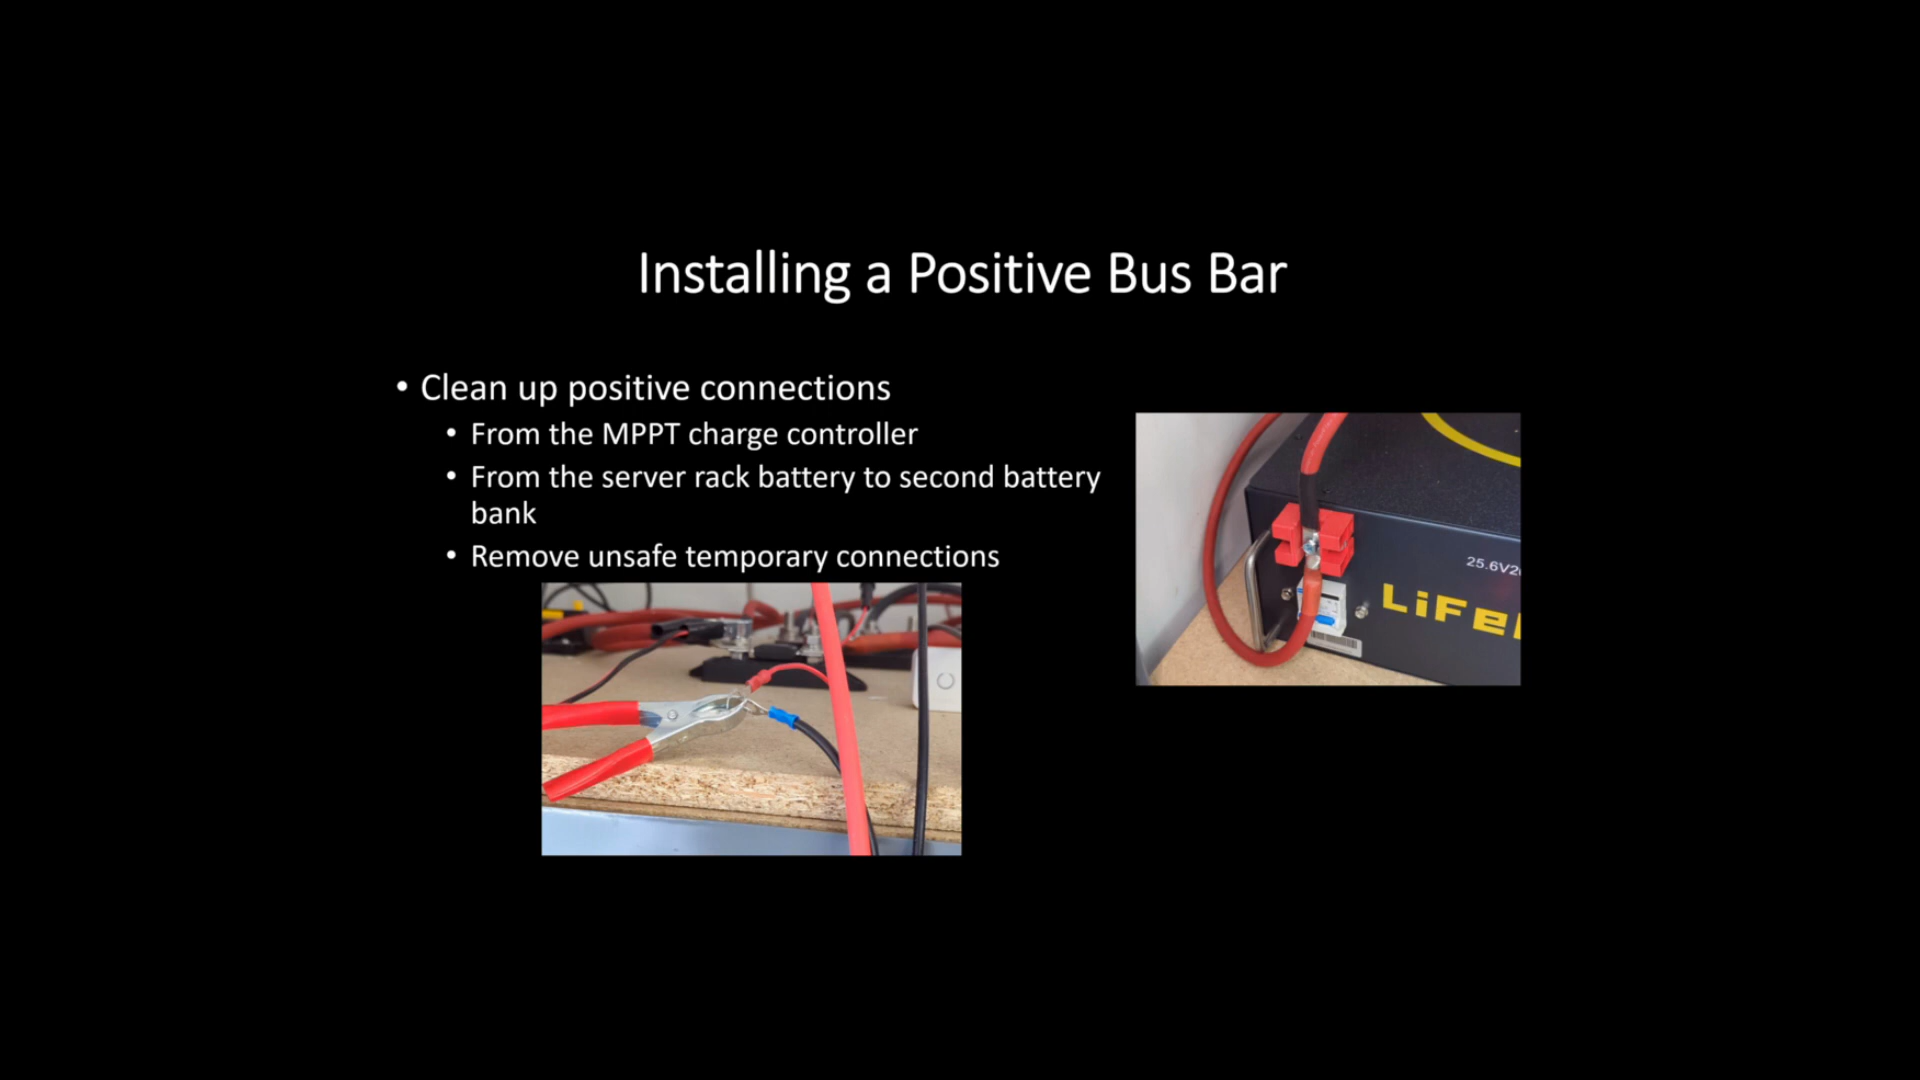 Installing a Positive Bus Bar
• Clean up positive connections
• From the MPPT charge controller
• From the server rack battery to second battery
bank
• Remove unsafe temporary connections
25.6V2
LiFe